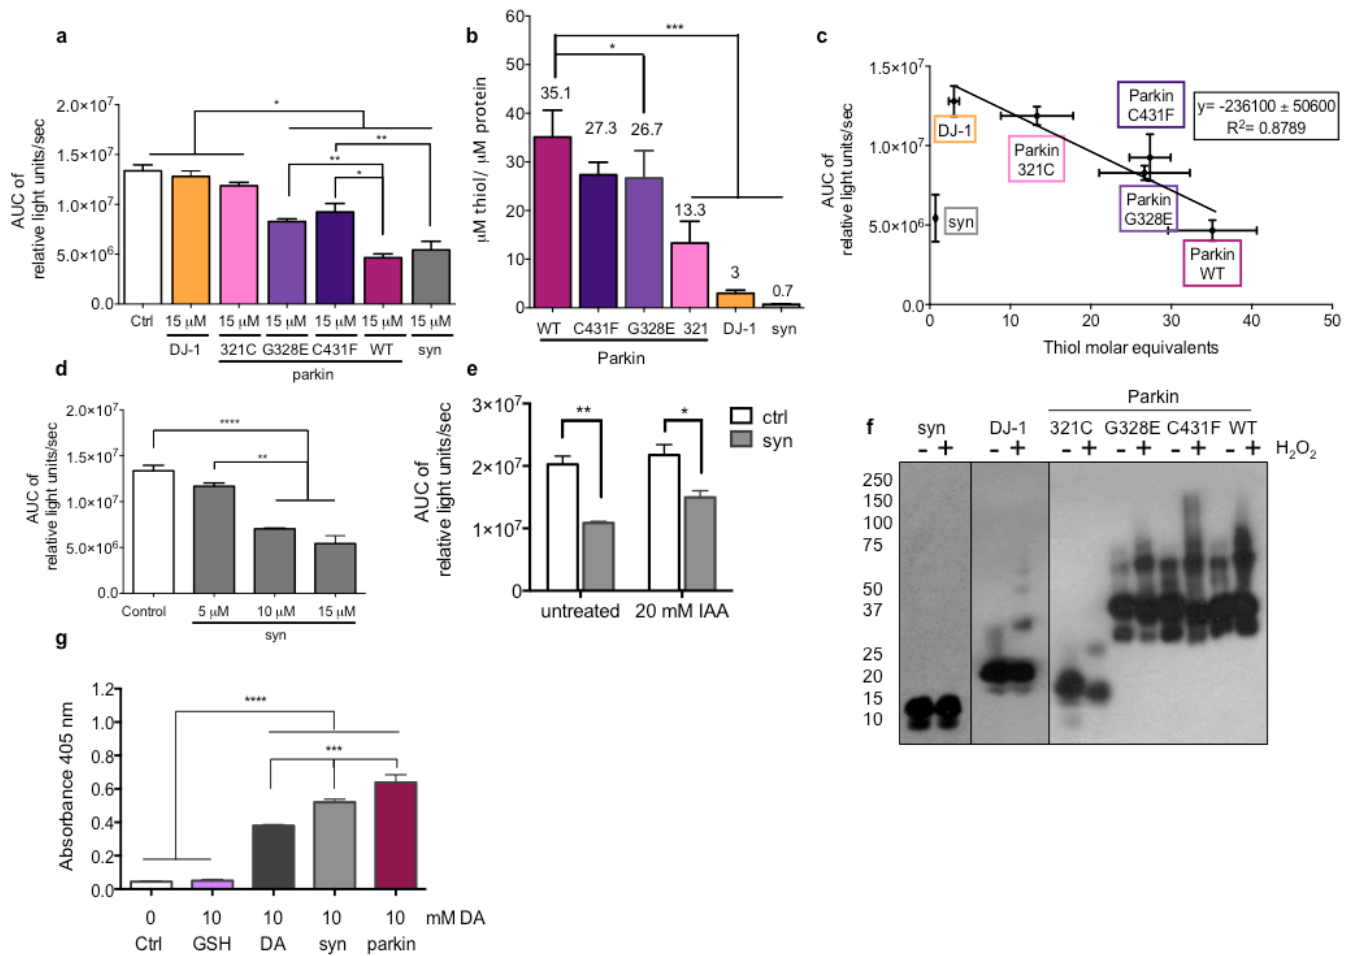 a
AUC of
relative light units/sec
2.0×10⁷
1.5×10⁷
1.0×10⁷
5.0×10⁶
0.0
*
**
**
*
Ctrl 15 µM 15 µM 15 µM 15 µM 15 µM 15 µM
DJ-1 321C G328E C431F WT syn
parkin
b
µM thiol/ µM protein
60
50
40
30
20
10
0
***
*
35.1
27.3
26.7
13.3
3
0.7
WT C431F G328E 321 DJ-1 syn
Parkin
c
AUC of
relative light units/sec
1.5×10⁷
1.0×10⁷
5.0×10⁶
0.0
DJ-1
Parkin
321C
Parkin
C431F
y= -236100 ± 50600
R²= 0.8789
Parkin
G328E
syn
Parkin
WT
0 10 20 30 40 50
Thiol molar equivalents
d
AUC of
relative light units/sec
2.0×10⁷
1.5×10⁷
1.0×10⁷
5.0×10⁶
0.0
****
**
Control 5 µM 10 µM 15 µM
syn
e
AUC of
relative light units/sec
3×10⁷
2×10⁷
1×10⁷
0
**
*
ctrl
syn
untreated 20 mM IAA
f
Parkin
syn DJ-1 321C G328E C431F WT
- + - + - + - + - + - + H₂O₂
250
150
100
75
50
37
25
20
15
10
g
Absorbance 405 nm
1.2
1.0
0.8
0.6
0.4
0.2
0.0
****
***
0 10 10 10 10 mM DA
Ctrl GSH DA syn parkin